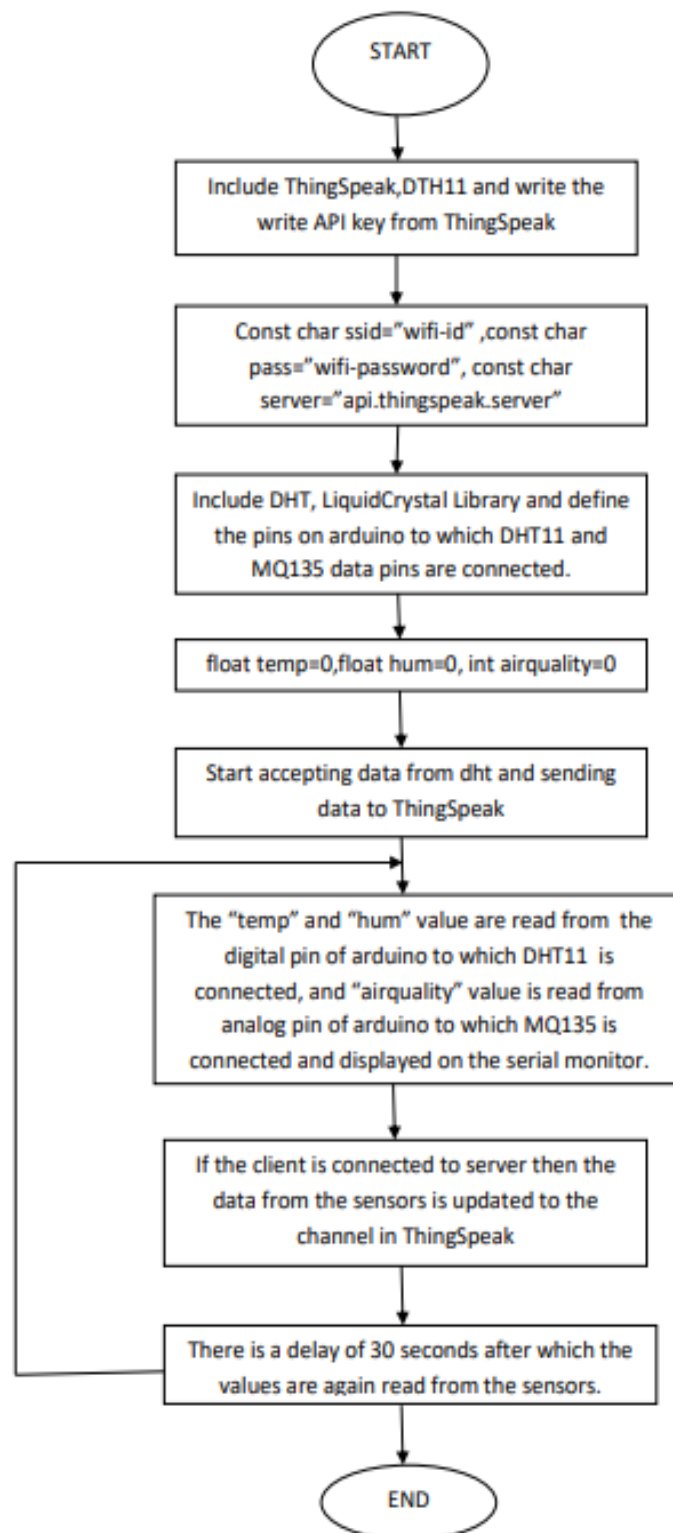 START
Include ThingSpeak,DTH11 and write the
write API key from ThingSpeak
Const char ssid=”wifi-id” ,const char
pass=”wifi-password”, const char
server=”api.thingspeak.server”
Include DHT, LiquidCrystal Library and define
the pins on arduino to which DHT11 and
MQ135 data pins are connected.
float temp=0,float hum=0, int airquality=0
Start accepting data from dht and sending
data to ThingSpeak
The “temp” and “hum” value are read from the
digital pin of arduino to which DHT11 is
connected, and “airquality” value is read from
analog pin of arduino to which MQ135 is
connected and displayed on the serial monitor.
If the client is connected to server then the
data from the sensors is updated to the
channel in ThingSpeak
There is a delay of 30 seconds after which the
values are again read from the sensors.
END